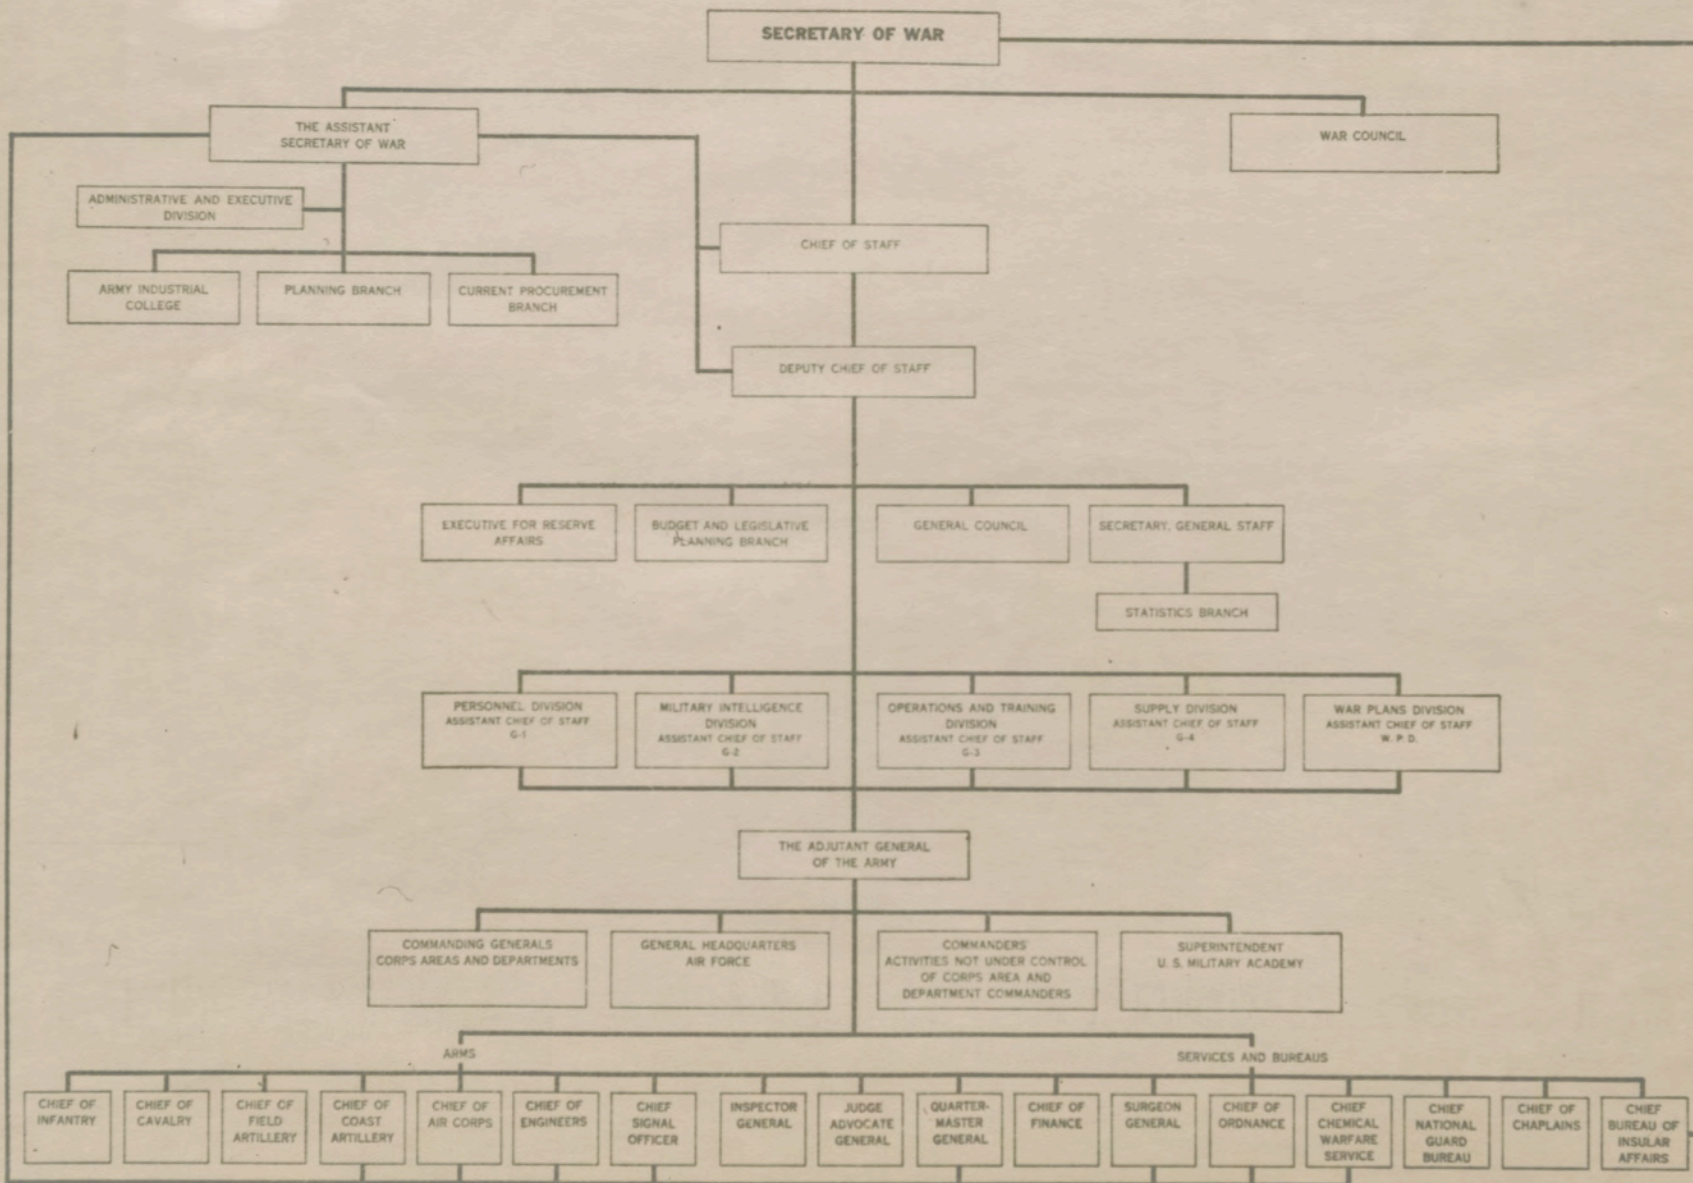 SECRETARY OF WAR
THE ASSISTANT
SECRETARY OF WAR
WAR COUNCIL
ADMINISTRATIVE AND EXECUTIVE
DIVISION
CHIEF OF STAFF
ARMY INDUSTRIAL
COLLEGE
PLANNING BRANCH
CURRENT PROCUREMENT
BRANCH
DEPUTY CHIEF OF STAFF
EXECUTIVE FOR RESERVE
AFFAIRS
BUDGET AND LEGISLATIVE
PLANNING BRANCH
GENERAL COUNCIL
SECRETARY, GENERAL STAFF
STATISTICS BRANCH
PERSONNEL DIVISION
ASSISTANT CHIEF OF STAFF
G-1
MILITARY INTELLIGENCE
DIVISION
ASSISTANT CHIEF OF STAFF
G-2
OPERATIONS AND TRAINING
DIVISION
ASSISTANT CHIEF OF STAFF
G-3
SUPPLY DIVISION
ASSISTANT CHIEF OF STAFF
G-4
WAR PLANS DIVISION
ASSISTANT CHIEF OF STAFF
W. P. D.
THE ADJUTANT GENERAL
OF THE ARMY
COMMANDING GENERALS
CORPS AREAS AND DEPARTMENTS
GENERAL HEADQUARTERS
AIR FORCE
COMMANDERS'
ACTIVITIES NOT UNDER CONTROL
OF CORPS AREA AND
DEPARTMENT COMMANDERS
SUPERINTENDENT
U. S. MILITARY ACADEMY
ARMS
SERVICES AND BUREAUS
CHIEF OF
INFANTRY
CHIEF OF
CAVALRY
CHIEF OF
FIELD
ARTILLERY
CHIEF OF
COAST
ARTILLERY
CHIEF OF
AIR CORPS
CHIEF OF
ENGINEERS
CHIEF
SIGNAL
OFFICER
INSPECTOR
GENERAL
JUDGE
ADVOCATE
GENERAL
QUARTER-
MASTER
GENERAL
CHIEF OF
FINANCE
SURGEON
GENERAL
CHIEF OF
ORDNANCE
CHIEF
CHEMICAL
WARFARE
SERVICE
CHIEF
NATIONAL
GUARD
BUREAU
CHIEF OF
CHAPLAINS
CHIEF
BUREAU OF
INSULAR
AFFAIRS